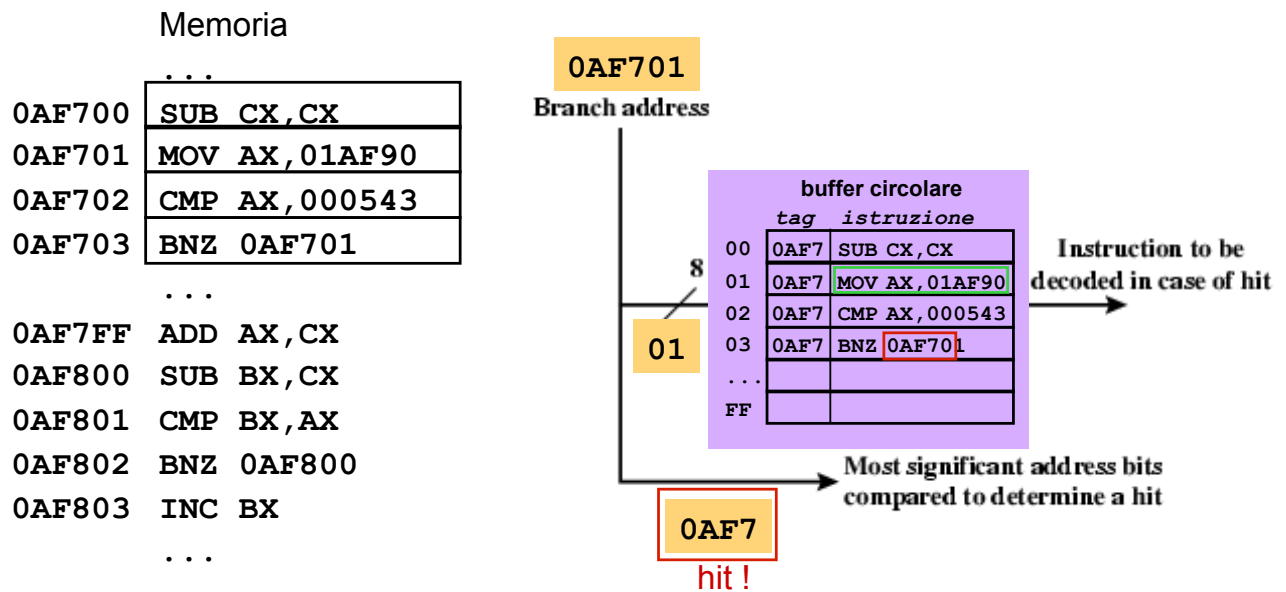 Memoria
...
0AF700 SUB CX,CX
0AF701 MOV AX,01AF90
0AF702 CMP AX,000543
0AF703 BNZ 0AF701
...
0AF7FF ADD AX,CX
0AF800 SUB BX,CX
0AF801 CMP BX,AX
0AF802 BNZ 0AF800
0AF803 INC BX
...
0AF701
Branch address
8
01
buffer circolare
tag istruzione
00 0AF7 SUB CX,CX
01 0AF7 MOV AX,01AF90
02 0AF7 CMP AX,000543
03 0AF7 BNZ 0AF701
...
FF
Instruction to be
decoded in case of hit
Most significant address bits
compared to determine a hit
0AF7
hit !